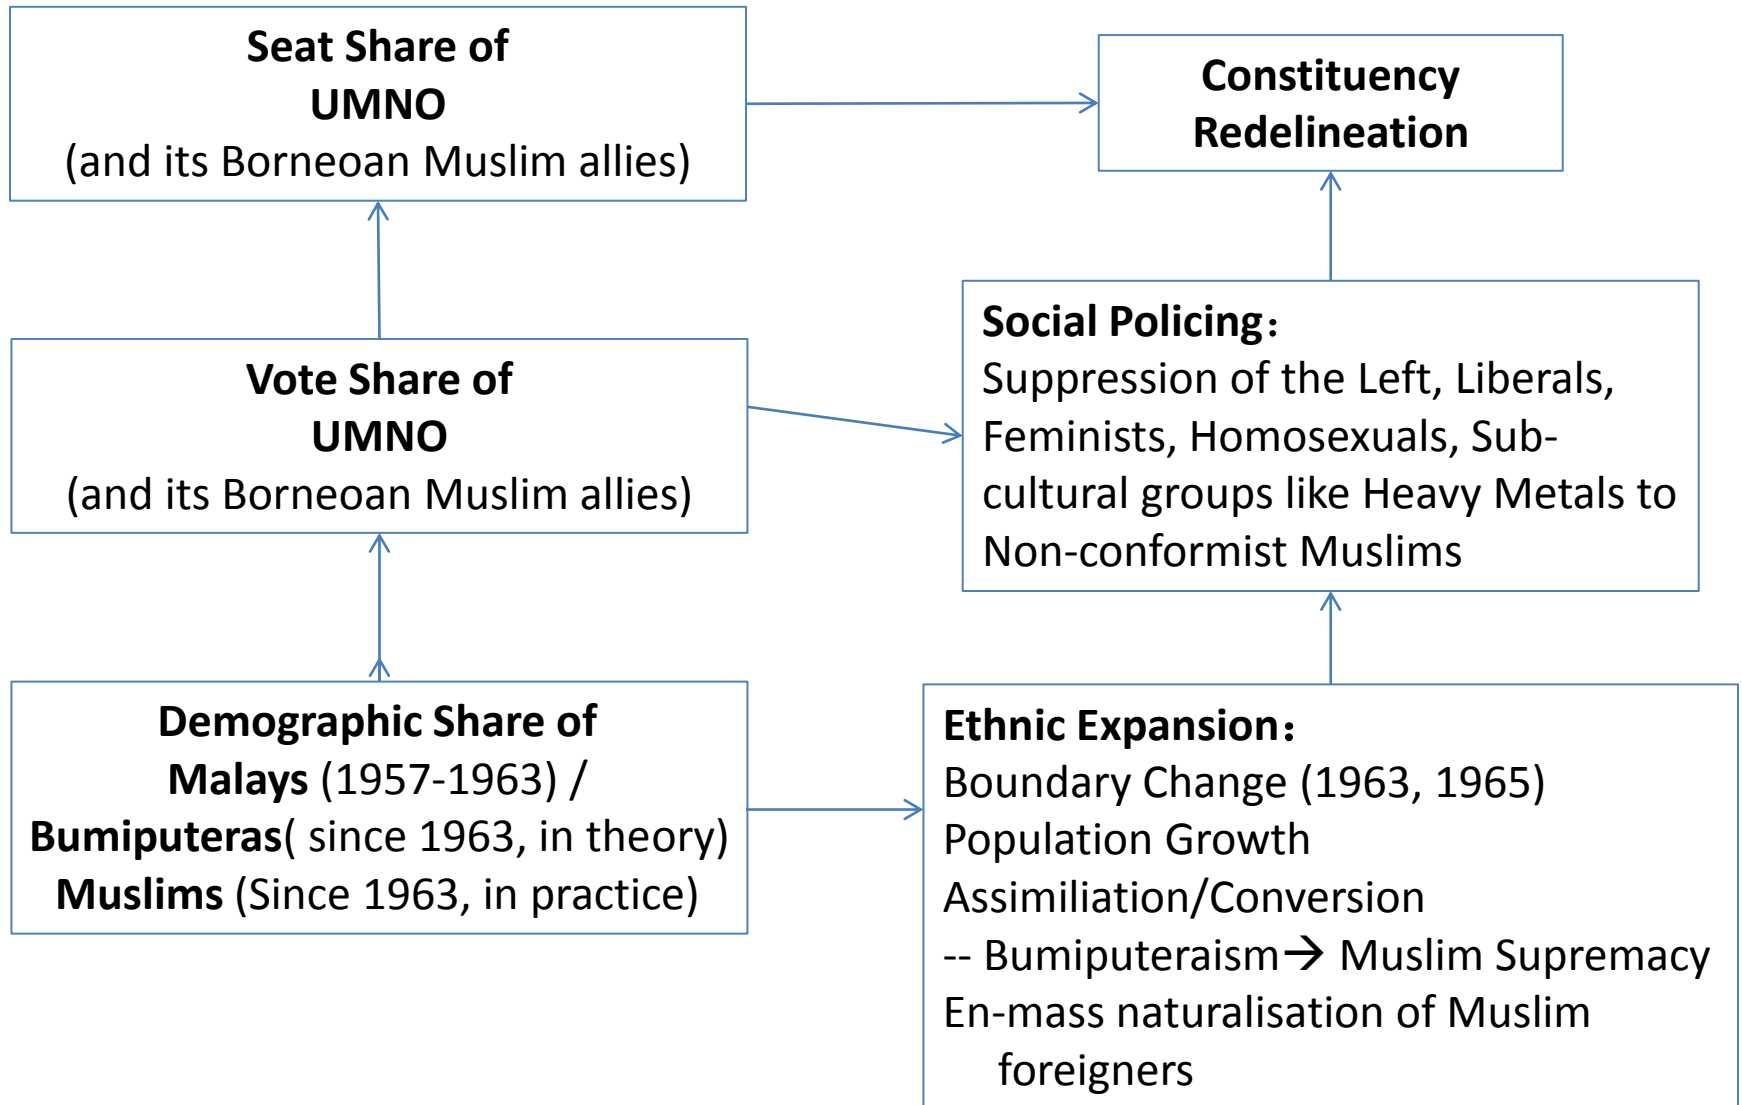 Seat Share of
UMNO
(and its Borneoan Muslim allies)
Constituency
Redelineation
Vote Share of
UMNO
(and its Borneoan Muslim allies)
Social Policing：
Suppression of the Left, Liberals,
Feminists, Homosexuals, Sub-
cultural groups like Heavy Metals to
Non-conformist Muslims
Demographic Share of
Malays (1957-1963) /
Bumiputeras( since 1963, in theory)
Muslims (Since 1963, in practice)
Ethnic Expansion：
Boundary Change (1963, 1965)
Population Growth
Assimiliation/Conversion
-- Bumiputeraism→ Muslim Supremacy
En-mass naturalisation of Muslim
foreigners